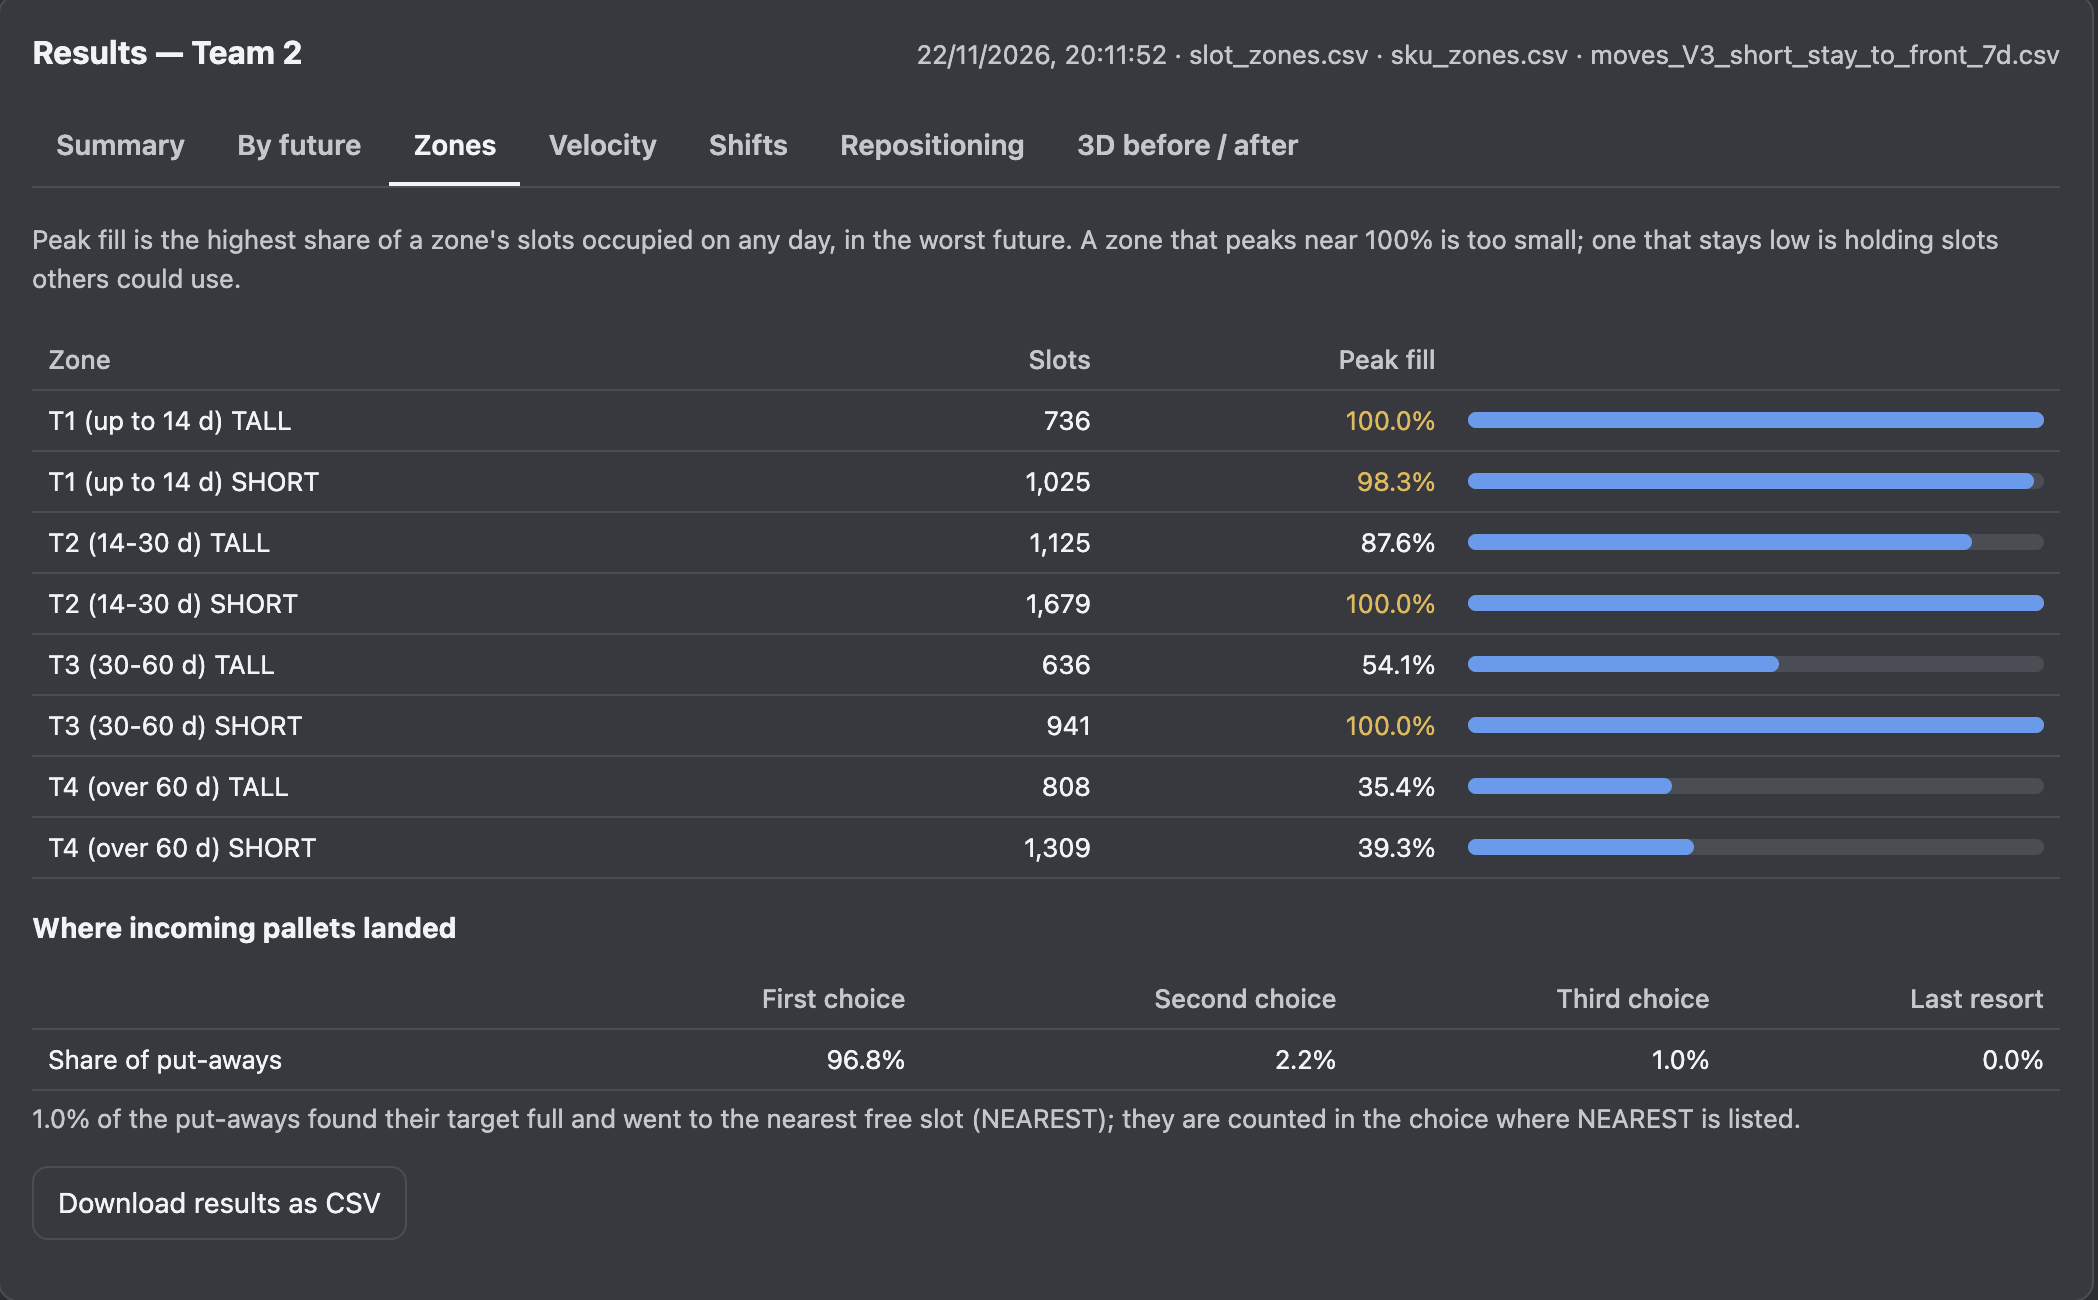 Results — Team 2
22/11/2026, 20:11:52 · slot_zones.csv · sku_zones.csv · moves_V3_short_stay_to_front_7d.csv
Summary By future Zones Velocity Shifts Repositioning 3D before / after
Peak fill is the highest share of a zone's slots occupied on any day, in the worst future. A zone that peaks near 100% is too small; one that stays low is holding slots
others could use.
Zone Slots Peak fill
T1 (up to 14 d) TALL 736 100.0%
T1 (up to 14 d) SHORT 1,025 98.3%
T2 (14-30 d) TALL 1,125 87.6%
T2 (14-30 d) SHORT 1,679 100.0%
T3 (30-60 d) TALL 636 54.1%
T3 (30-60 d) SHORT 941 100.0%
T4 (over 60 d) TALL 808 35.4%
T4 (over 60 d) SHORT 1,309 39.3%
Where incoming pallets landed
First choice Second choice Third choice Last resort
Share of put-aways 96.8% 2.2% 1.0% 0.0%
1.0% of the put-aways found their target full and went to the nearest free slot (NEAREST); they are counted in the choice where NEAREST is listed.
Download results as CSV